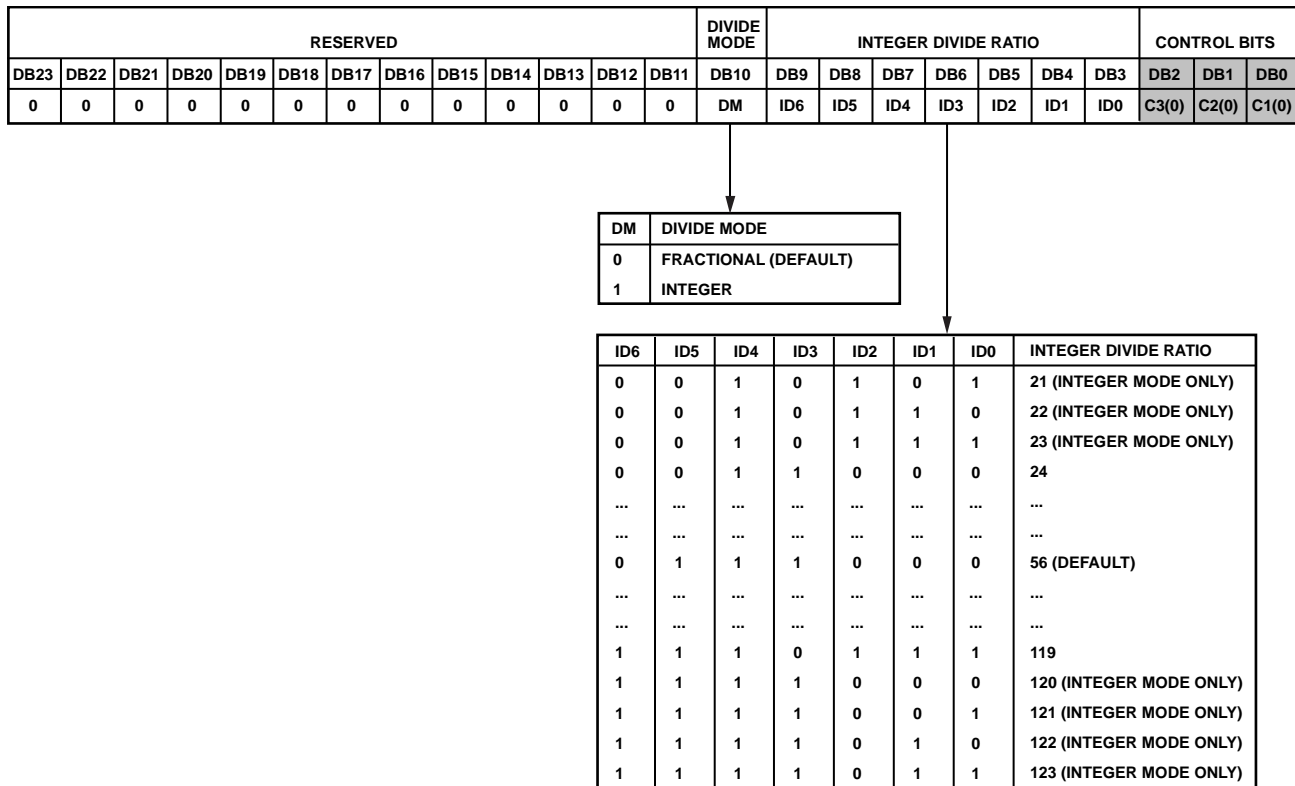 RESERVED DIVIDE MODE INTEGER DIVIDE RATIO CONTROL BITS
DB23 DB22 DB21 DB20 DB19 DB18 DB17 DB16 DB15 DB14 DB13 DB12 DB11 DB10 DB9 DB8 DB7 DB6 DB5 DB4 DB3 DB2 DB1 DB0
0 0 0 0 0 0 0 0 0 0 0 0 0 DM ID6 ID5 ID4 ID3 ID2 ID1 ID0 C3(0) C2(0) C1(0)
DM DIVIDE MODE
0 FRACTIONAL (DEFAULT)
1 INTEGER
ID6 ID5 ID4 ID3 ID2 ID1 ID0 INTEGER DIVIDE RATIO
0 0 1 0 1 0 1 21 (INTEGER MODE ONLY)
0 0 1 0 1 1 0 22 (INTEGER MODE ONLY)
0 0 1 0 1 1 1 23 (INTEGER MODE ONLY)
0 0 1 1 0 0 0 24
... ... ... ... ... ... ... ...
... ... ... ... ... ... ... ...
0 1 1 1 0 0 0 56 (DEFAULT)
... ... ... ... ... ... ... ...
... ... ... ... ... ... ... ...
1 1 1 0 1 1 1 119
1 1 1 1 0 0 0 120 (INTEGER MODE ONLY)
1 1 1 1 0 0 1 121 (INTEGER MODE ONLY)
1 1 1 1 0 1 0 122 (INTEGER MODE ONLY)
1 1 1 1 0 1 1 123 (INTEGER MODE ONLY)